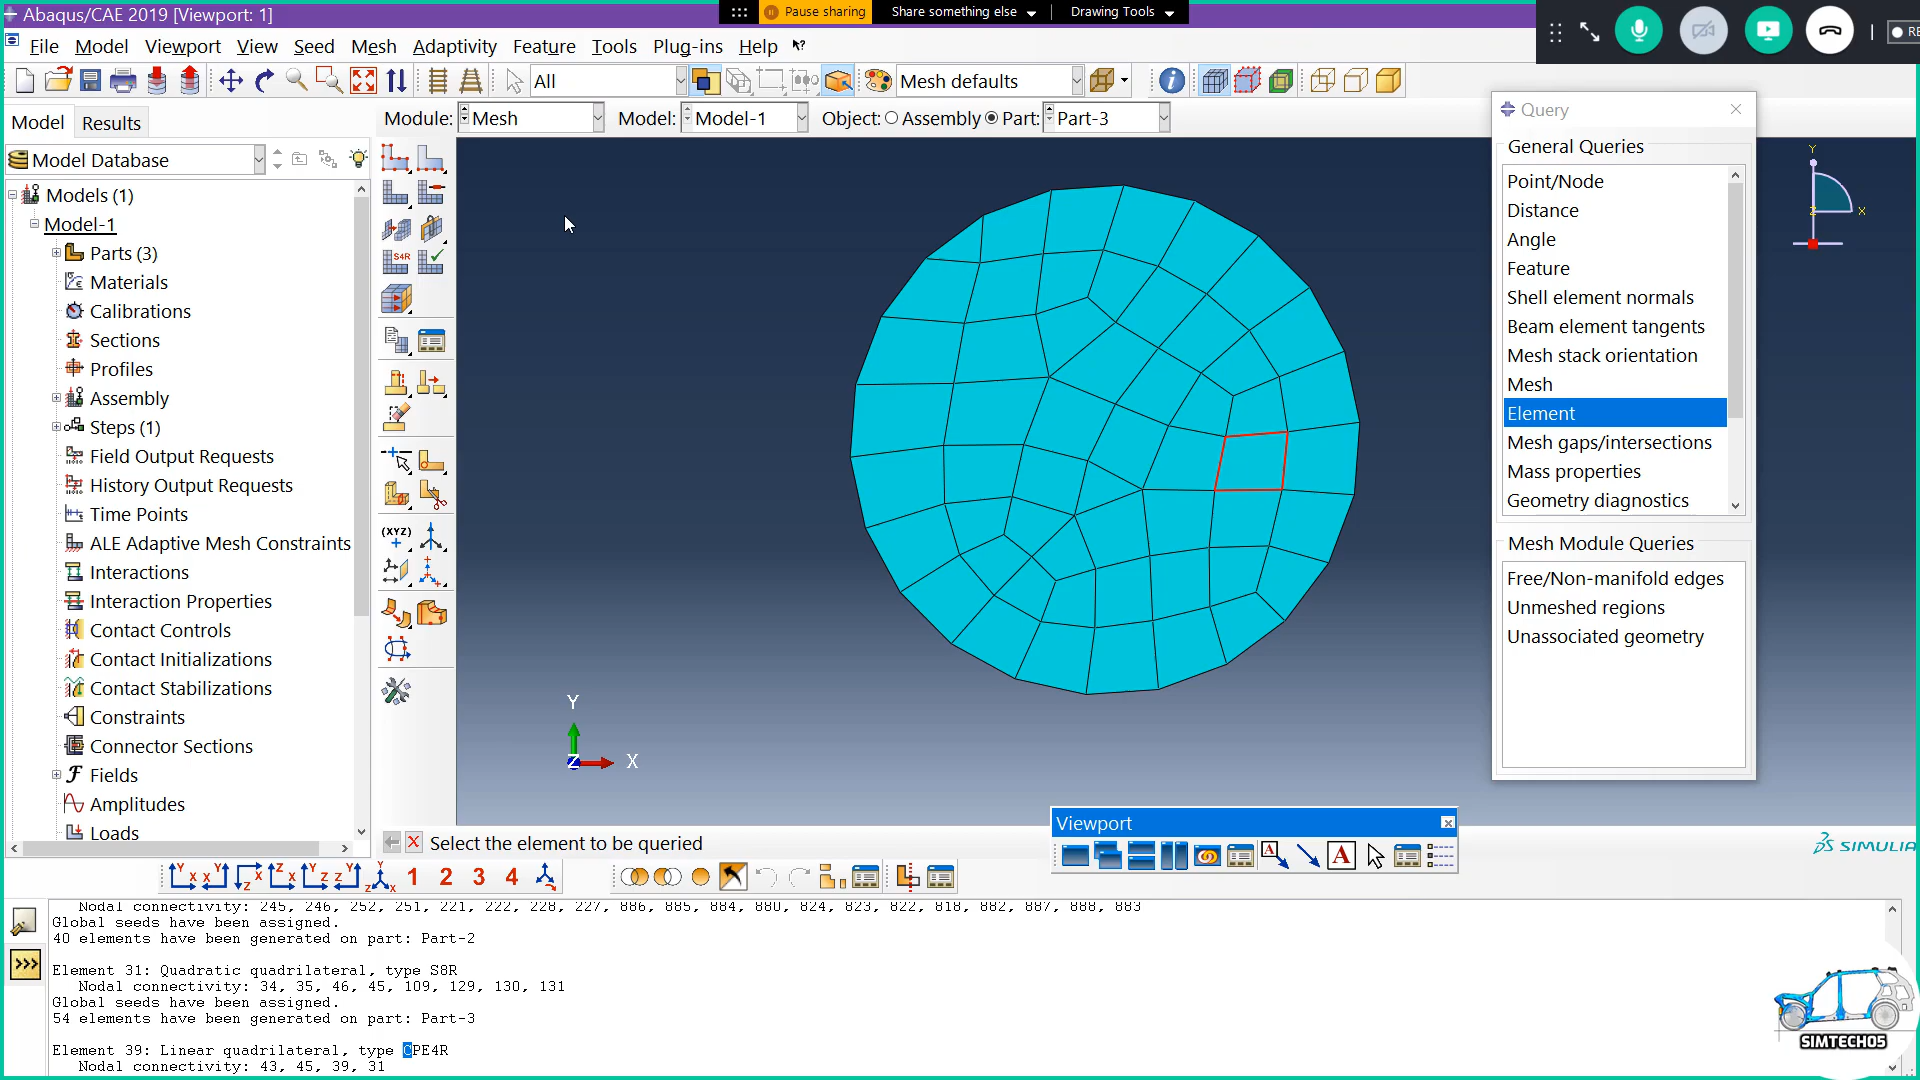 Abaqus/CAE 2019 [Viewport: 1]
Pause sharing
Share something else
Drawing Tools
RE
File Model Viewport View Seed Mesh Adaptivity Feature Tools Plug-ins Help
All
Mesh defaults
Model Results
Module: Mesh Model: Model-1 Object: Assembly Part: Part-3
Model Database
Models (1)
Model-1
Parts (3)
Materials
Calibrations
Sections
Profiles
Assembly
Steps (1)
Field Output Requests
History Output Requests
Time Points
ALE Adaptive Mesh Constraints
Interactions
Interaction Properties
Contact Controls
Contact Initializations
Contact Stabilizations
Constraints
Connector Sections
Fields
Amplitudes
Loads
S4R
(XYZ)
Y
X
Z
Query
General Queries
Point/Node
Distance
Angle
Feature
Shell element normals
Beam element tangents
Mesh stack orientation
Mesh
Element
Mesh gaps/intersections
Mass properties
Geometry diagnostics
Mesh Module Queries
Free/Non-manifold edges
Unmeshed regions
Unassociated geometry
Y
Z
X
Select the element to be queried
Viewport
A
A
SIMULIA
1 2 3 4
Nodal connectivity: 245, 246, 252, 251, 221, 222, 228, 227, 886, 885, 884, 880, 824, 823, 822, 818, 882, 887, 888, 883
Global seeds have been assigned.
40 elements have been generated on part: Part-2
Element 31: Quadratic quadrilateral, type S8R
Nodal connectivity: 34, 35, 46, 45, 109, 129, 130, 131
Global seeds have been assigned.
54 elements have been generated on part: Part-3
Element 39: Linear quadrilateral, type CPE4R
Nodal connectivity: 43, 45, 39, 31
>>>
SIMTECH05